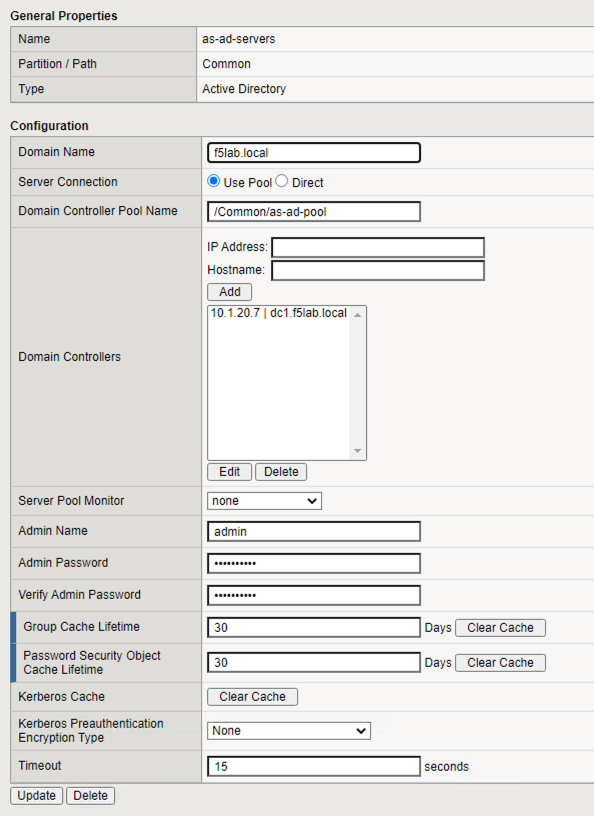 General Properties
Name as-ad-servers
Partition / Path Common
Type Active Directory
Configuration
Domain Name f5lab.local
Server Connection Use Pool Direct
Domain Controller Pool Name /Common/as-ad-pool
IP Address:
Hostname:
Add
10.1.20.7 | dc1.f5lab.local
Domain Controllers
Edit Delete
Server Pool Monitor none
Admin Name admin
Admin Password ••••••••••
Verify Admin Password ••••••••••
Group Cache Lifetime 30 Days Clear Cache
Password Security Object
Cache Lifetime 30 Days Clear Cache
Kerberos Cache Clear Cache
Kerberos Preauthentication
Encryption Type None
Timeout 15 seconds
Update Delete